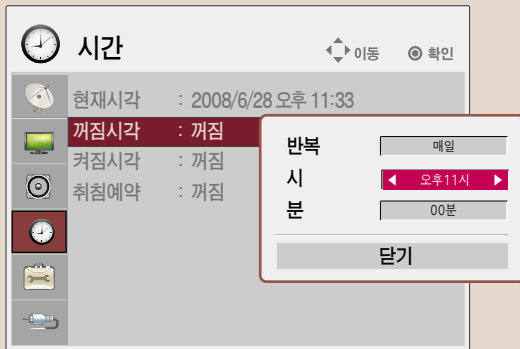 시간
이동 확인
현재시각 : 2008/6/28 오후 11:33
꺼짐시각 : 꺼짐
켜짐시각 : 꺼짐
취침예약 : 꺼짐
반복 매일
시 오후11시
분 00분
닫기